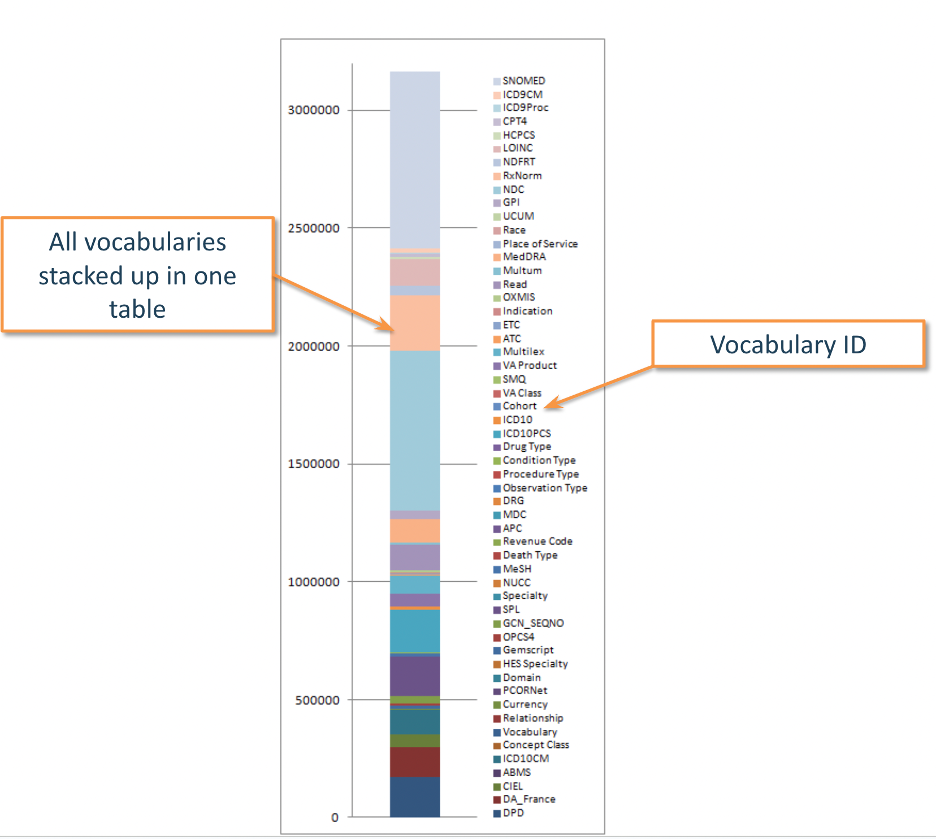 All vocabularies
stacked up in one
table
3000000
2500000
2000000
1500000
1000000
500000
0
SNOMED
ICD9CM
ICD9Proc
CPT4
HCPCS
LOINC
NDFRT
RxNorm
NDC
GPI
UCUM
Race
Place of Service
MedDRA
Multum
Read
OXMIS
Indication
ETC
ATC
Multilex
VA Product
SMQ
VA Class
Cohort
ICD10
ICD10PCS
Drug Type
Condition Type
Procedure Type
Observation Type
DRG
MDC
APC
Revenue Code
Death Type
MeSH
NUCC
Specialty
SPL
GCN_SEQNO
OPCS4
Gemscript
HES Specialty
Domain
PCORNet
Currency
Relationship
Vocabulary
Concept Class
ICD10CM
ABMS
CIEL
DA_France
DPD
Vocabulary ID